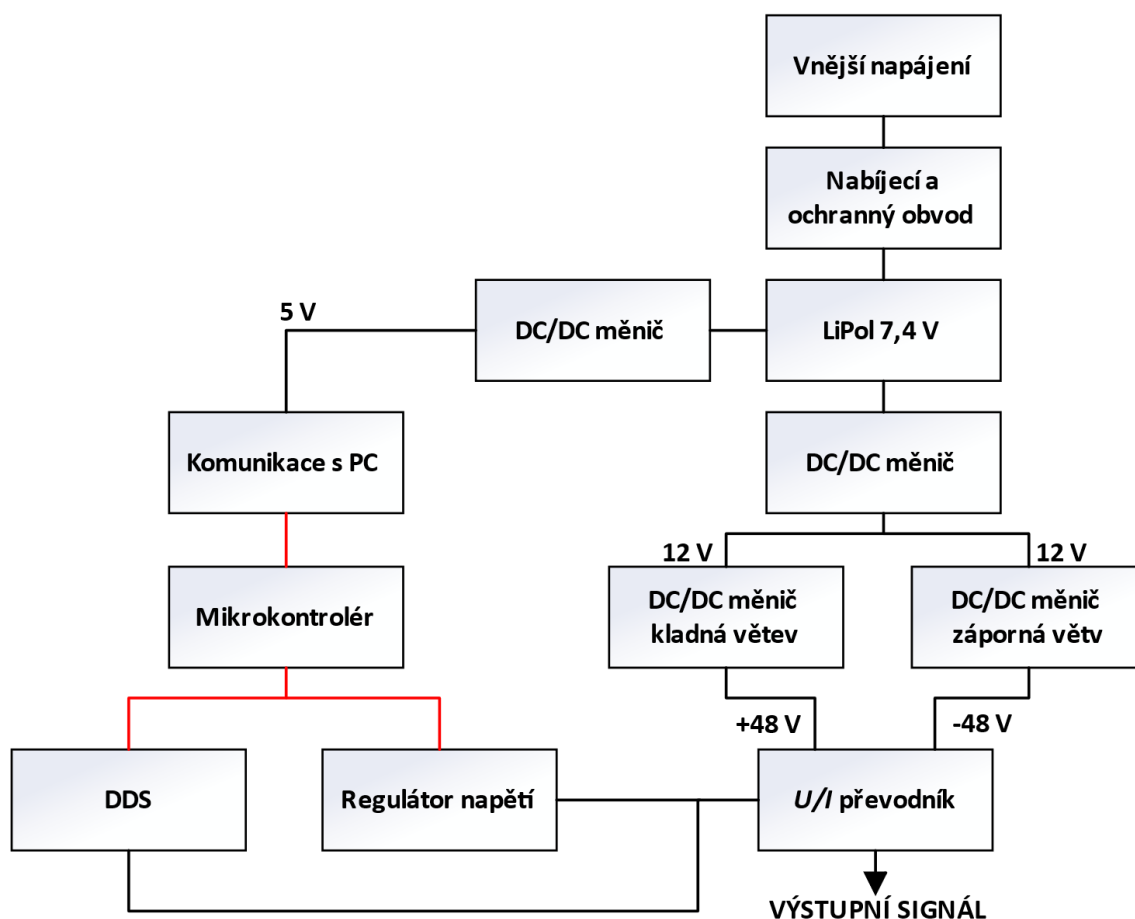 Vnější napájení
Nabíjecí a
ochranný obvod
5 V
DC/DC měnič
LiPol 7,4 V
Komunikace s PC
DC/DC měnič
12 V
12 V
Mikrokontrolér
DC/DC měnič
kladná větev
DC/DC měnič
záporná větv
+48 V
-48 V
DDS
Regulátor napětí
U/I převodník
VÝSTUPNÍ SIGNÁL